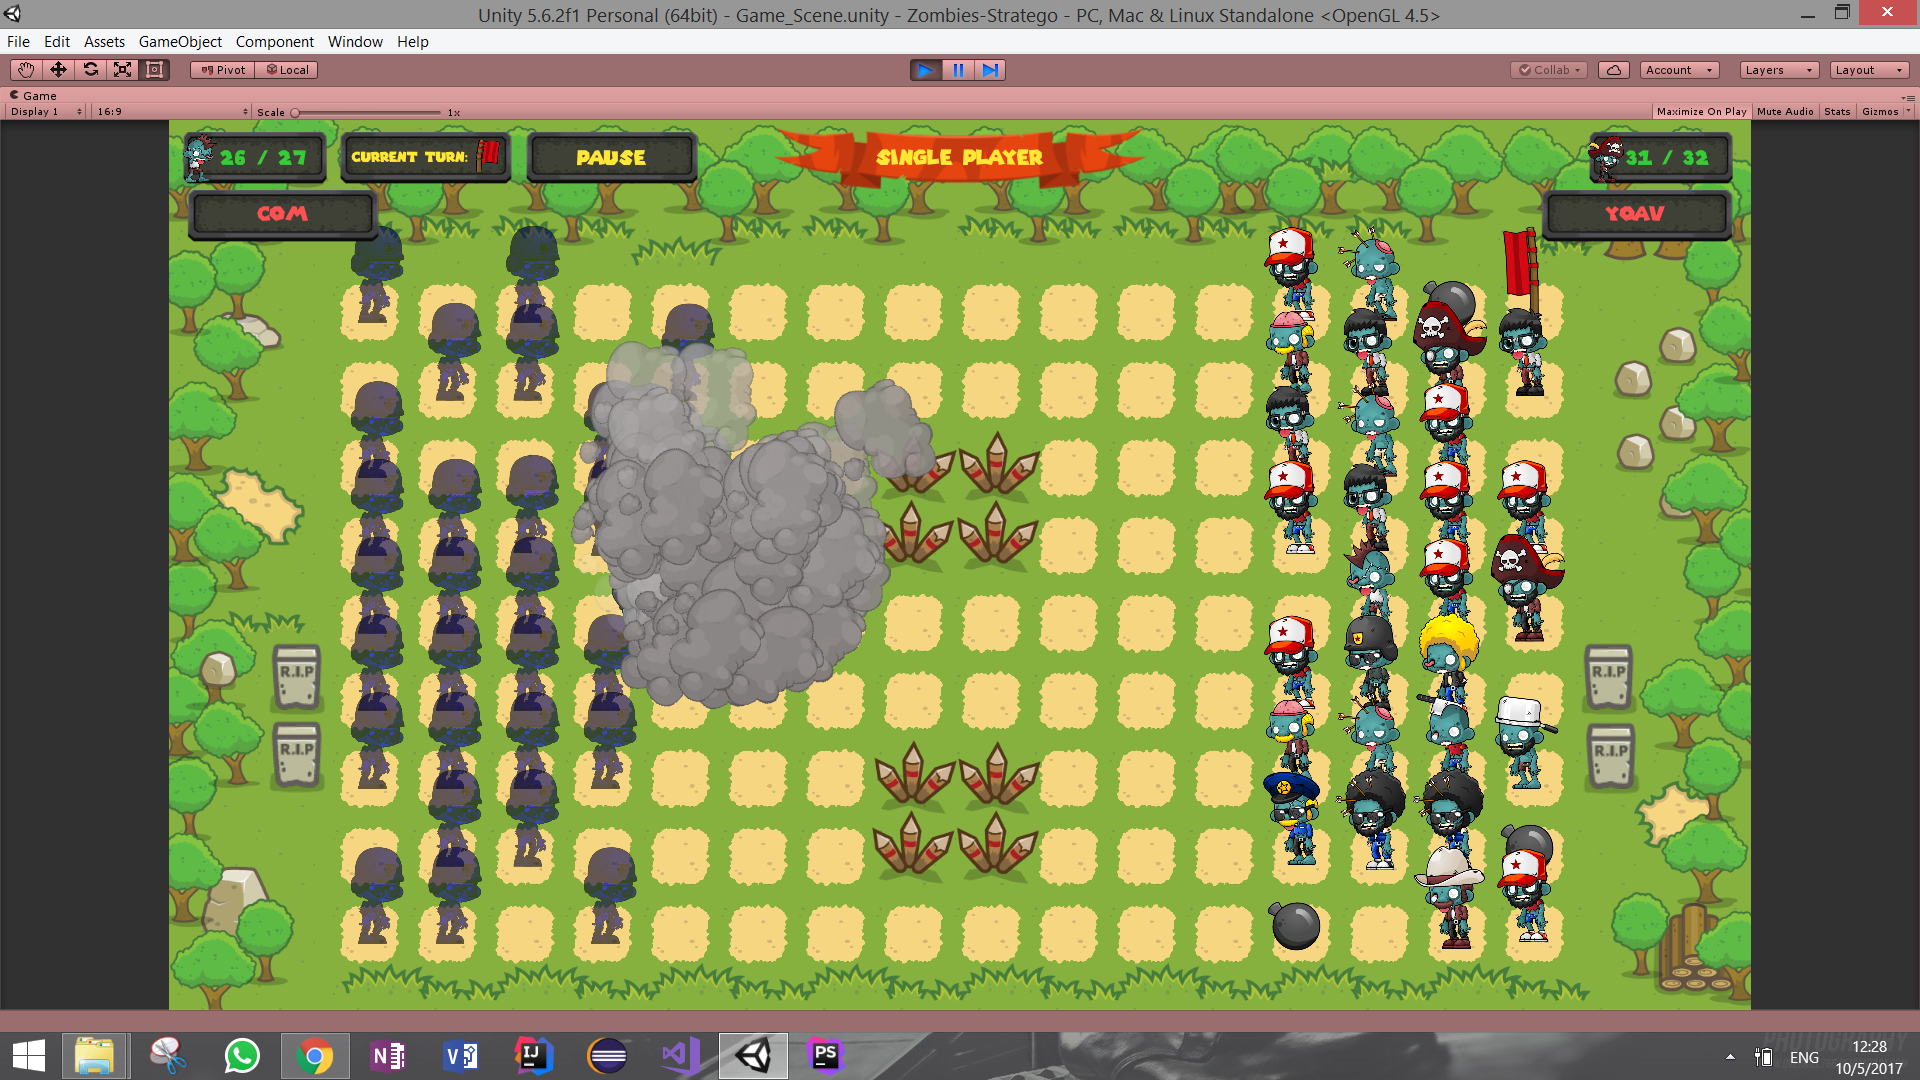 Unity 5.6.2f1 Personal (64bit) - Game_Scene.unity - Zombies-Stratego - PC, Mac & Linux Standalone <OpenGL 4.5>
File Edit Assets GameObject Component Window Help
Pivot Local Collab Account Layers Layout
Game
Display 1 16:9 Scale 1x Maximize On Play Mute Audio Stats Gizmos
26 / 27 CURRENT TURN: PAUSE SINGLE PLAYER 31 / 32
COM YOAV
R.I.P R.I.P
R.I.P R.I.P
N V IJ PS
ENG 12:28
10/5/2017